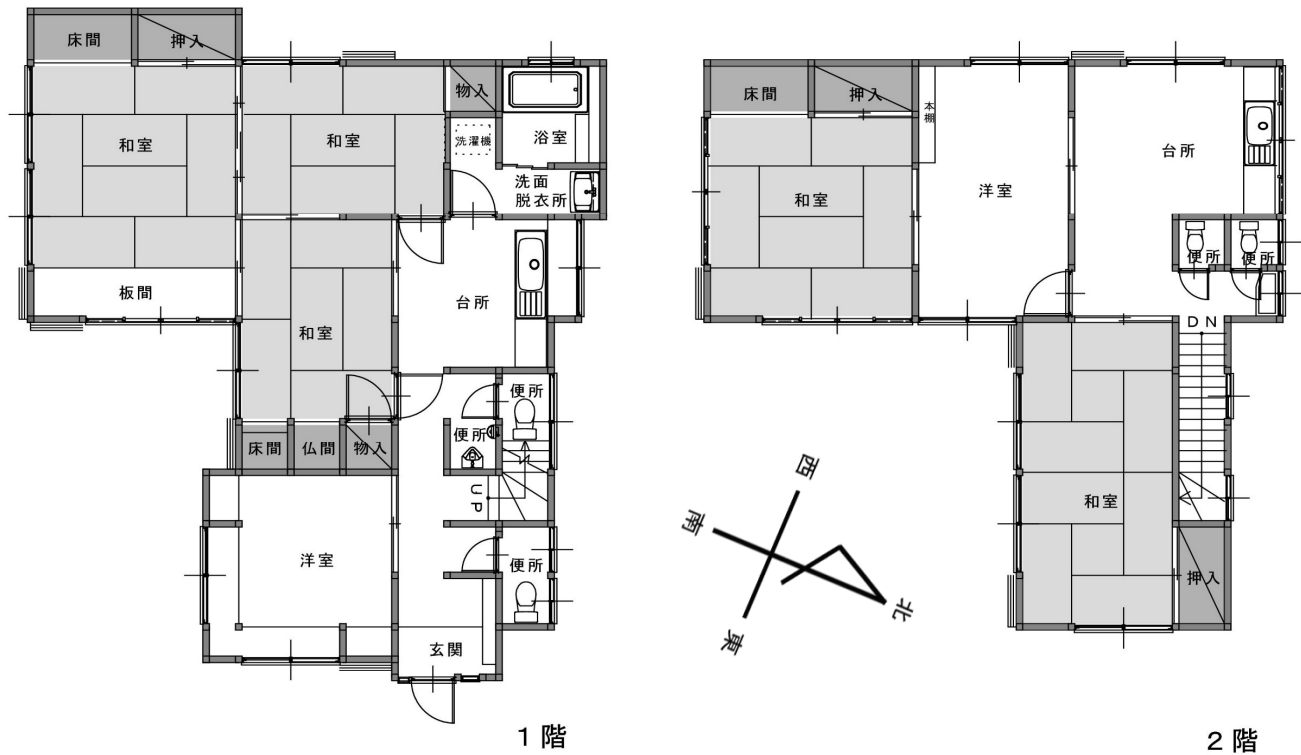 床間
押入
物入
和室
和室
洗濯機
浴室
洗面
脱衣所
板間
和室
台所
便所
便所
床間
仏間
物入
UP
洋室
便所
玄関
1階
床間
押入
本棚
台所
和室
洋室
便所
便所
DN
和室
押入
西
南
北
東
2階